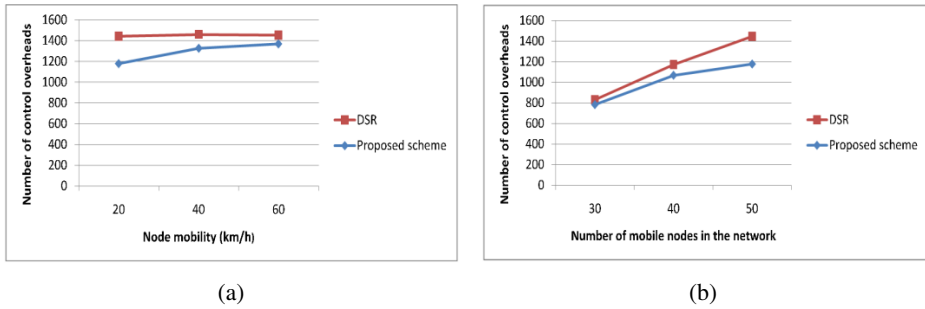 1600
1400
1200
1000
800
600
400
200
0
Number of control overheads
20 40 60
Node mobility (km/h)
DSR
Proposed scheme
(a)
1600
1400
1200
1000
800
600
400
200
0
Number of control overheads
30 40 50
Number of mobile nodes in the network
DSR
Proposed scheme
(b)